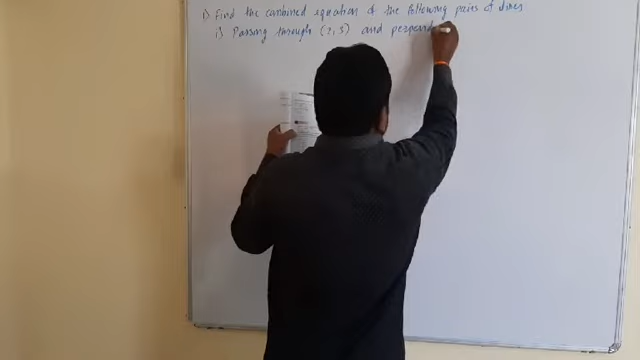 1) Find the combined equation of the following pairs of lines
i) Passing through (2,3) and perpend